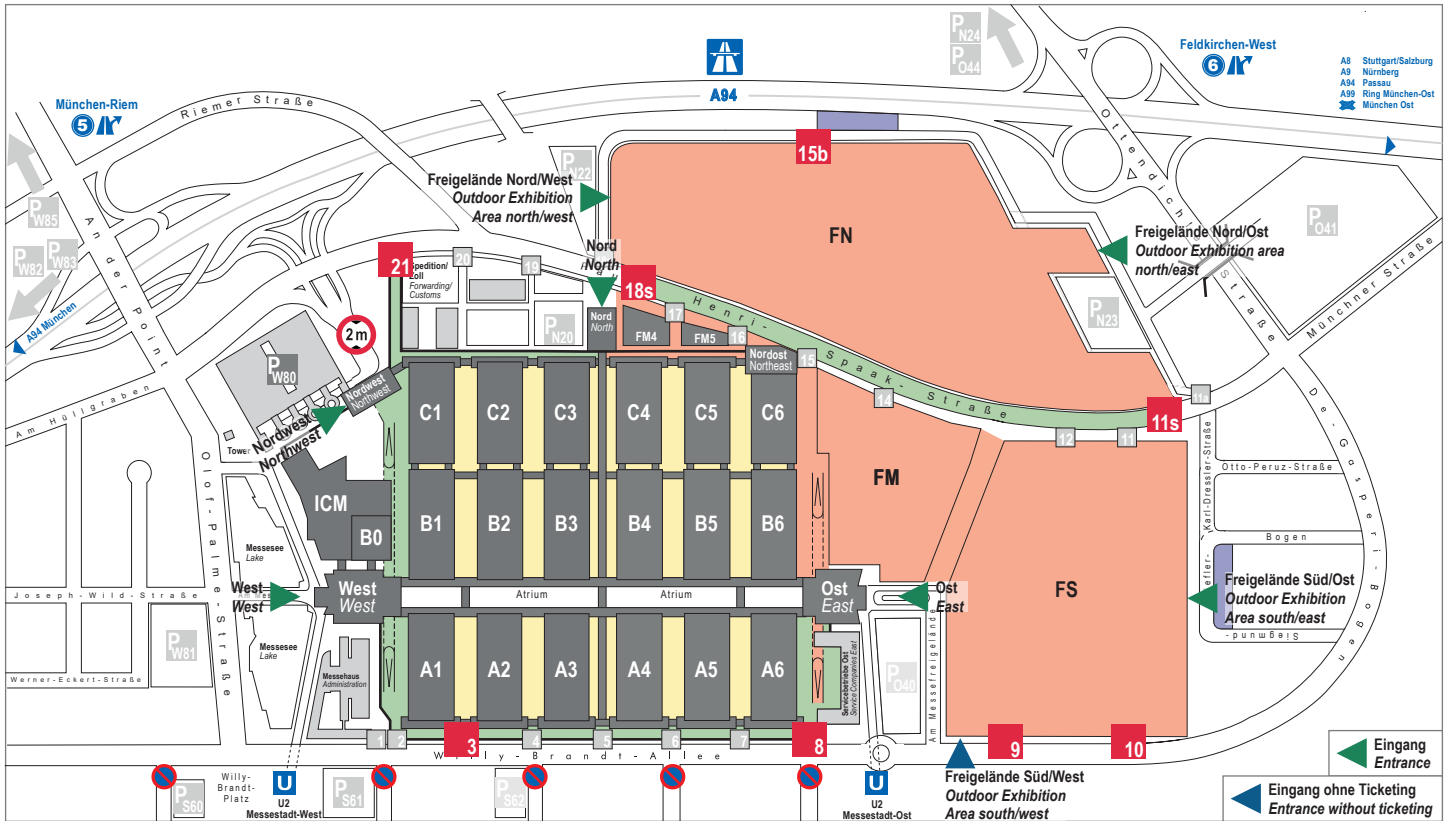 P
N24
P
O44
Feldkirchen-West
6
A8 Stuttgart/Salzburg
A9 Nürnberg
A94 Passau
A99 Ring München-Ost
München Ost
A94
München-Riem
5
Riemer Straße
P
W85
P
W82
P
W83
An der Point
A94 München
Ottendichler Straße
15b
P
N22
Freigelände Nord/West
Outdoor Exhibition
Area north/west
FN
P
O41
Freigelände Nord/Ost
Outdoor Exhibition area
north/east
Münchner Straße
Nord
North
21
20
19
Spedition/
Zoll
Forwarding/
Customs
18s
17
16
15
14
12
11
11s
11a
Henri-Spaak-Straße
P
N23
2 m
P
N20
Nord
North
FM4
FM5
Nordost
Northeast
P
W80
Nordwest
Northwest
Nordwest
Northwest
Am Hüllgraben
Tower
Olof-Palme-Straße
C1
C2
C3
C4
C5
C6
FM
De-Gasperi-Bogen
Karl-Dressler-Straße
Otto-Peruz-Straße
ICM
B0
B1
B2
B3
B4
B5
B6
Bogen
Messesee
Lake
West
West
West
West
Atrium
Atrium
Ost
East
Ost
East
FS
Freigelände Süd/Ost
Outdoor Exhibition
Area south/east
Siegmund-
Joseph-Wild-Straße
Am Messefreigelände
P
W81
Messesee
Lake
Werner-Eckert-Straße
Messehaus
Administration
A1
A2
A3
A4
A5
A6
Servicebetriebe Ost
Service Companies East
P
O40
1
2
3
4
5
6
7
8
9
10
Willy-Brandt-Allee
Willy-
Brandt-
Platz
P
S60
U
U2
Messestadt-West
P
S61
P
S62
U
U2
Messestadt-Ost
Freigelände Süd/West
Outdoor Exhibition
Area south/west
Eingang
Entrance
Eingang ohne Ticketing
Entrance without ticketing